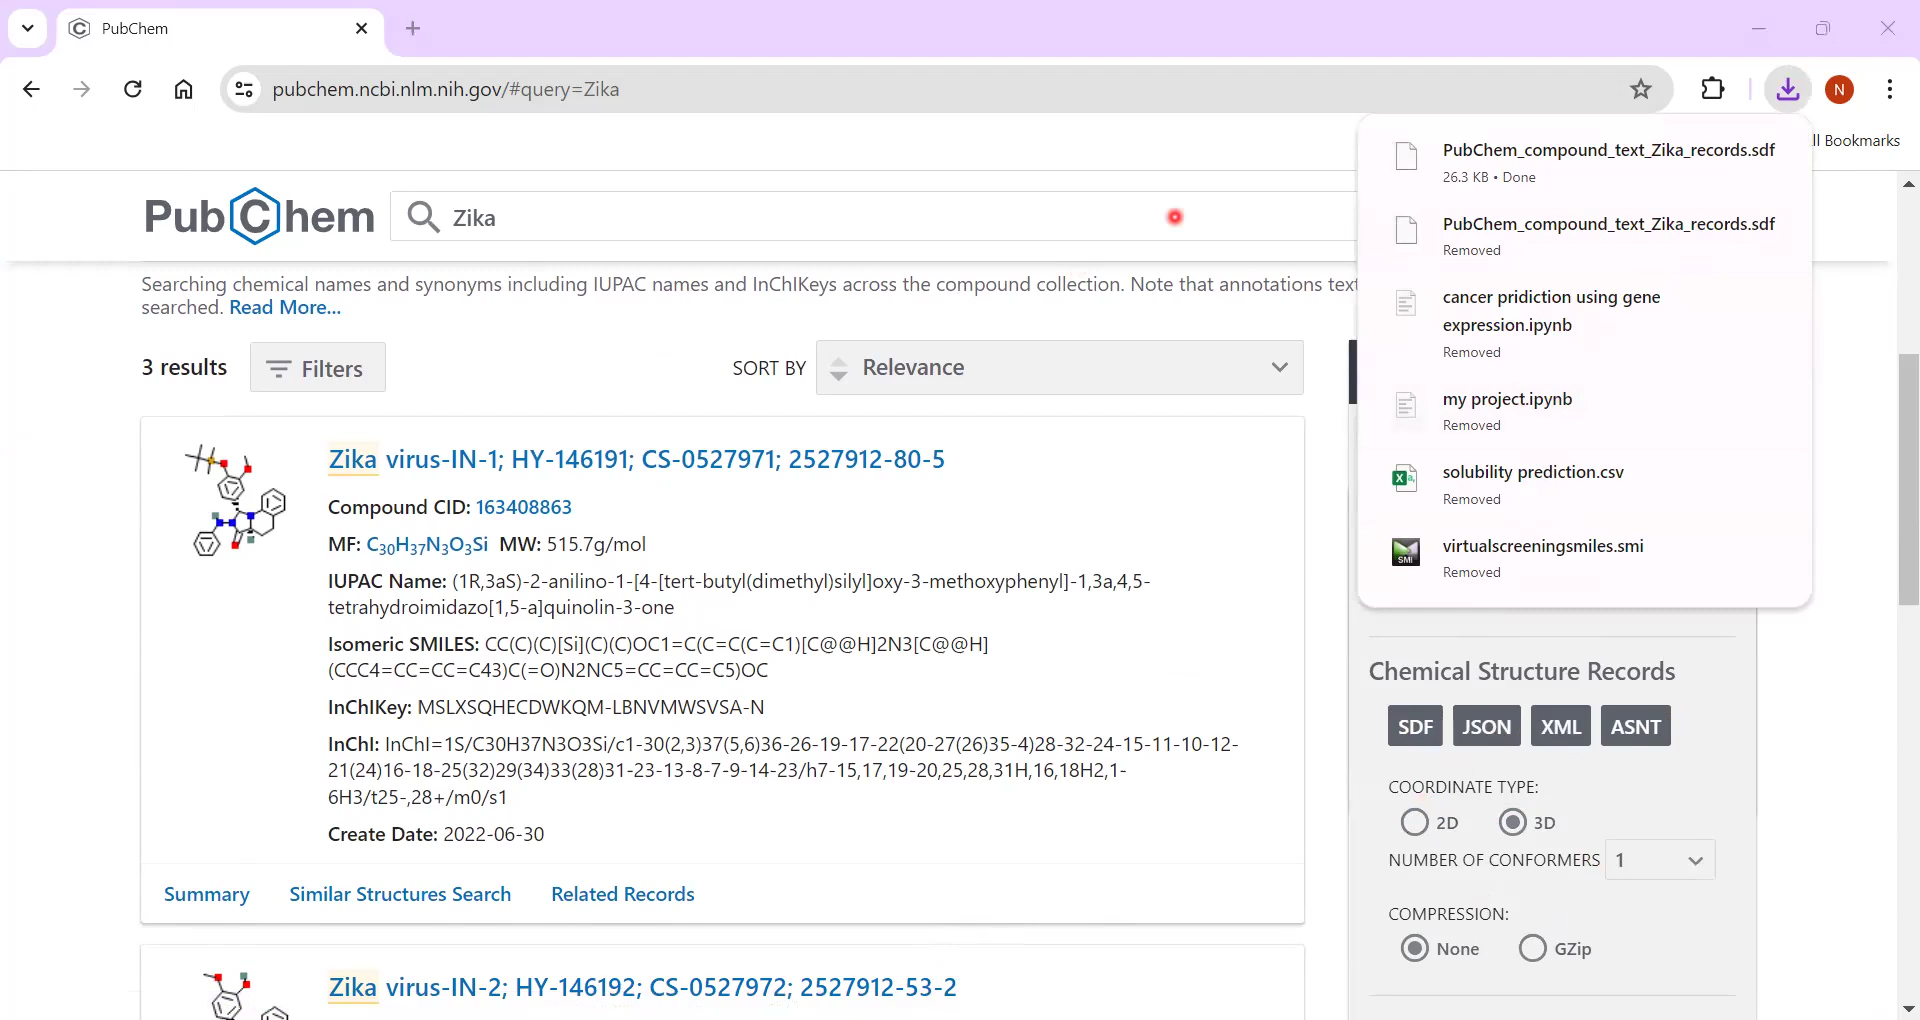 PubChem
pubchem.ncbi.nlm.nih.gov/#query=Zika
N
ll Bookmarks
PubChem_compound_text_Zika_records.sdf
26.3 KB • Done
PubChem_compound_text_Zika_records.sdf
Removed
cancer pridiction using gene
expression.ipynb
Removed
my project.ipynb
Removed
solubility prediction.csv
Removed
SMI
virtualscreeningsmiles.smi
Removed
PubChem
Zika
Searching chemical names and synonyms including IUPAC names and InChIKeys across the compound collection. Note that annotations text
searched. Read More...
3 results
Filters
SORT BY
Relevance
Zika virus-IN-1; HY-146191; CS-0527971; 2527912-80-5
Compound CID: 163408863
MF: C₃₀H₃₇N₃O₃Si MW: 515.7g/mol
IUPAC Name: (1R,3aS)-2-anilino-1-[4-[tert-butyl(dimethyl)silyl]oxy-3-methoxyphenyl]-1,3a,4,5-
tetrahydroimidazo[1,5-a]quinolin-3-one
Isomeric SMILES: CC(C)(C)[Si](C)(C)OC1=C(C=C(C=C1)[C@@H]2N3[C@@H]
(CCC4=CC=CC=C43)C(=O)N2NC5=CC=CC=C5)OC
InChIKey: MSLXSQHECDWKQM-LBNVMWSVSA-N
InChI: InChI=1S/C30H37N3O3Si/c1-30(2,3)37(5,6)36-26-19-17-22(20-27(26)35-4)28-32-24-15-11-10-12-
21(24)16-18-25(32)29(34)33(28)31-23-13-8-7-9-14-23/h7-15,17,19-20,25,28,31H,16,18H2,1-
6H3/t25-,28+/m0/s1
Create Date: 2022-06-30
Summary
Similar Structures Search
Related Records
Zika virus-IN-2; HY-146192; CS-0527972; 2527912-53-2
Chemical Structure Records
SDF
JSON
XML
ASNT
COORDINATE TYPE:
2D
3D
NUMBER OF CONFORMERS
1
COMPRESSION:
None
GZip